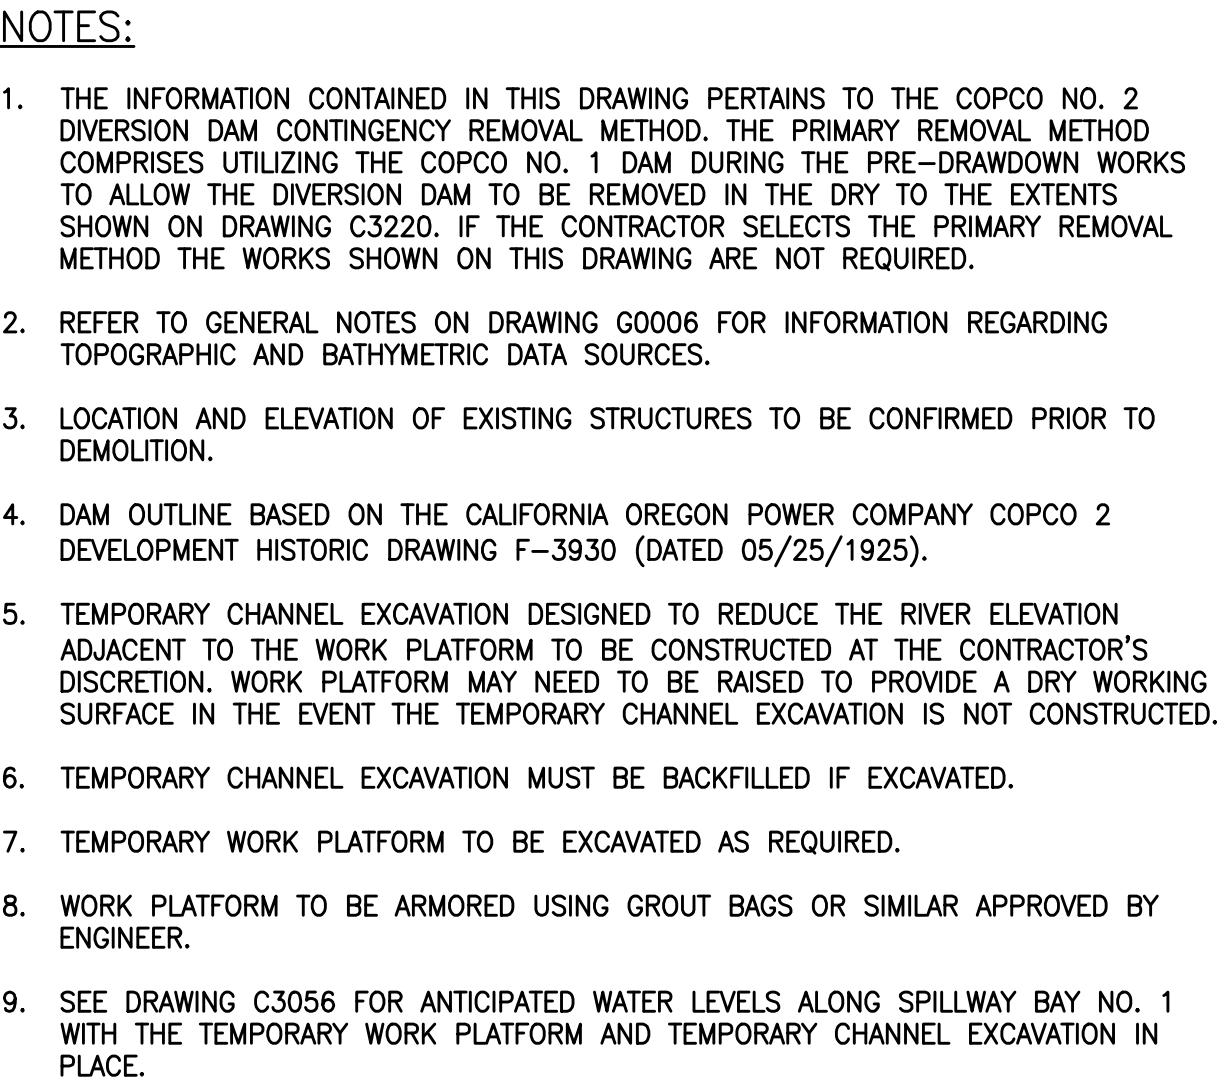 NOTES:
1. THE INFORMATION CONTAINED IN THIS DRAWING PERTAINS TO THE COPCO NO. 2
DIVERSION DAM CONTINGENCY REMOVAL METHOD. THE PRIMARY REMOVAL METHOD
COMPRISES UTILIZING THE COPCO NO. 1 DAM DURING THE PRE–DRAWDOWN WORKS
TO ALLOW THE DIVERSION DAM TO BE REMOVED IN THE DRY TO THE EXTENTS
SHOWN ON DRAWING C3220. IF THE CONTRACTOR SELECTS THE PRIMARY REMOVAL
METHOD THE WORKS SHOWN ON THIS DRAWING ARE NOT REQUIRED.
2. REFER TO GENERAL NOTES ON DRAWING G0006 FOR INFORMATION REGARDING
TOPOGRAPHIC AND BATHYMETRIC DATA SOURCES.
3. LOCATION AND ELEVATION OF EXISTING STRUCTURES TO BE CONFIRMED PRIOR TO
DEMOLITION.
4. DAM OUTLINE BASED ON THE CALIFORNIA OREGON POWER COMPANY COPCO 2
DEVELOPMENT HISTORIC DRAWING F–3930 (DATED 05/25/1925).
5. TEMPORARY CHANNEL EXCAVATION DESIGNED TO REDUCE THE RIVER ELEVATION
ADJACENT TO THE WORK PLATFORM TO BE CONSTRUCTED AT THE CONTRACTOR'S
DISCRETION. WORK PLATFORM MAY NEED TO BE RAISED TO PROVIDE A DRY WORKING
SURFACE IN THE EVENT THE TEMPORARY CHANNEL EXCAVATION IS NOT CONSTRUCTED.
6. TEMPORARY CHANNEL EXCAVATION MUST BE BACKFILLED IF EXCAVATED.
7. TEMPORARY WORK PLATFORM TO BE EXCAVATED AS REQUIRED.
8. WORK PLATFORM TO BE ARMORED USING GROUT BAGS OR SIMILAR APPROVED BY
ENGINEER.
9. SEE DRAWING C3056 FOR ANTICIPATED WATER LEVELS ALONG SPILLWAY BAY NO. 1
WITH THE TEMPORARY WORK PLATFORM AND TEMPORARY CHANNEL EXCAVATION IN
PLACE.